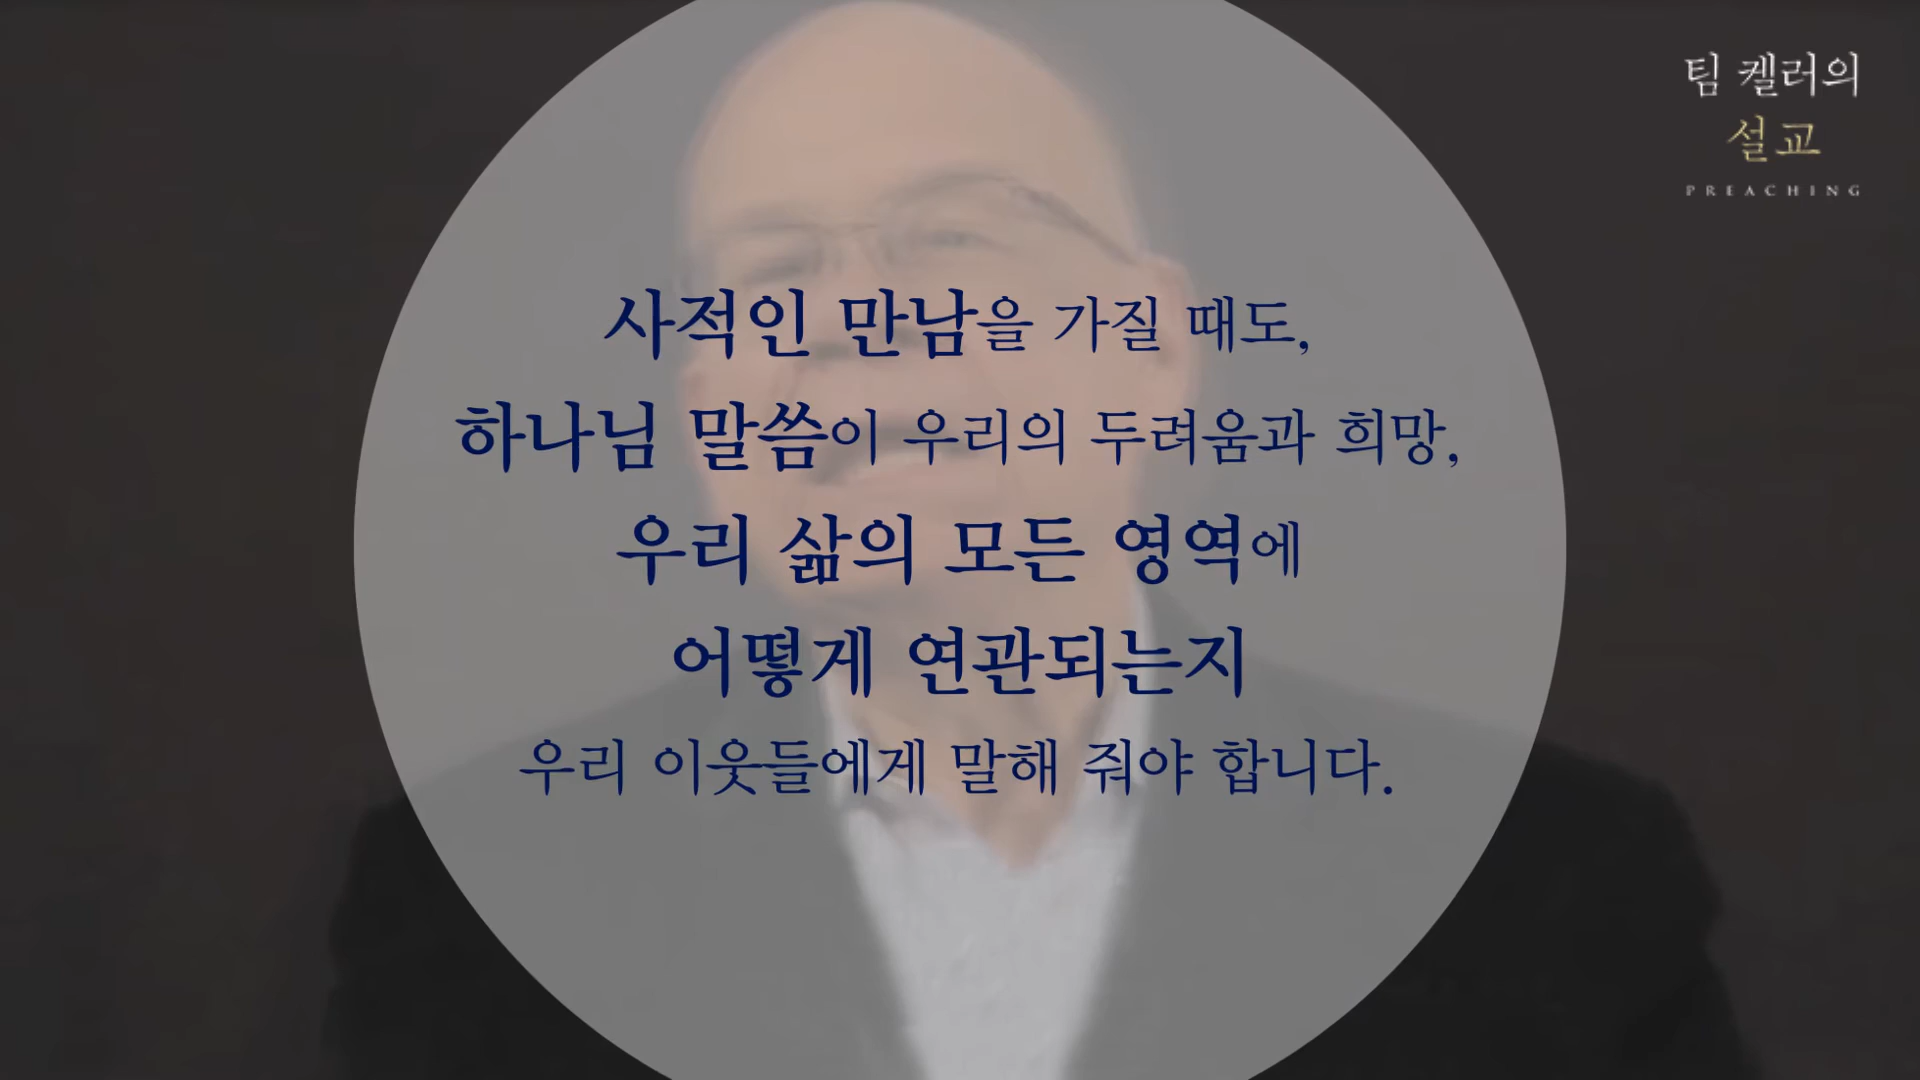 팀 켈러의
설교
PREACHING
사적인 만남을 가질 때도,
하나님 말씀이 우리의 두려움과 희망,
우리 삶의 모든 영역에
어떻게 연관되는지
우리 이웃들에게 말해 줘야 합니다.